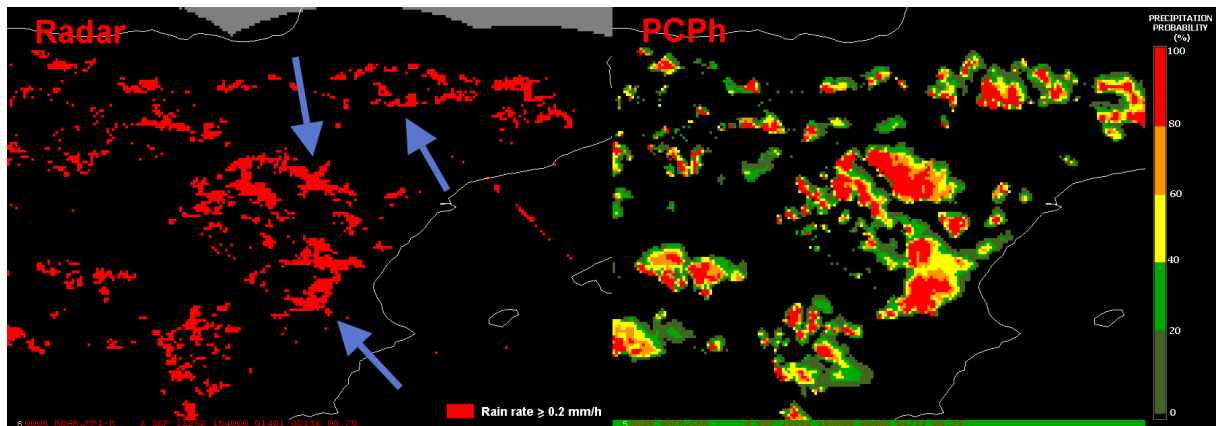 Radar
PCPh
PRECIPITATION
PROBABILITY
(%)
100
80
60
40
20
0
Rain rate ≥ 0.2 mm/h